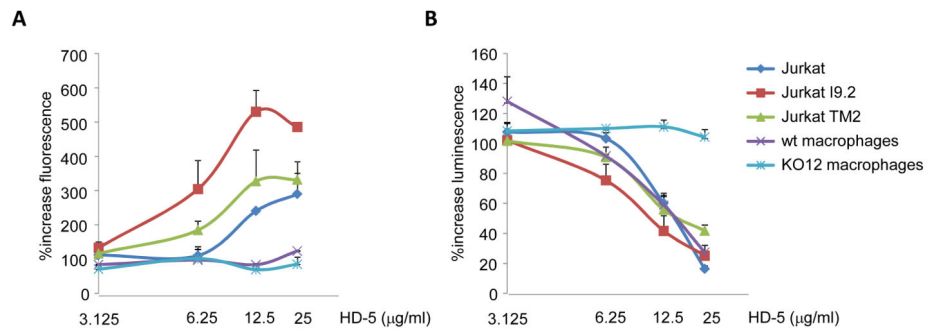 A
B
700
600
500
400
300
200
100
0
%increase fluorescence
3.125
6.25
12.5
25
HD-5 (μg/ml)
160
140
120
100
80
60
40
20
0
%increase luminescence
3.125
6.25
12.5
25
HD-5 (μg/ml)
Jurkat
Jurkat I9.2
Jurkat TM2
wt macrophages
KO12 macrophages